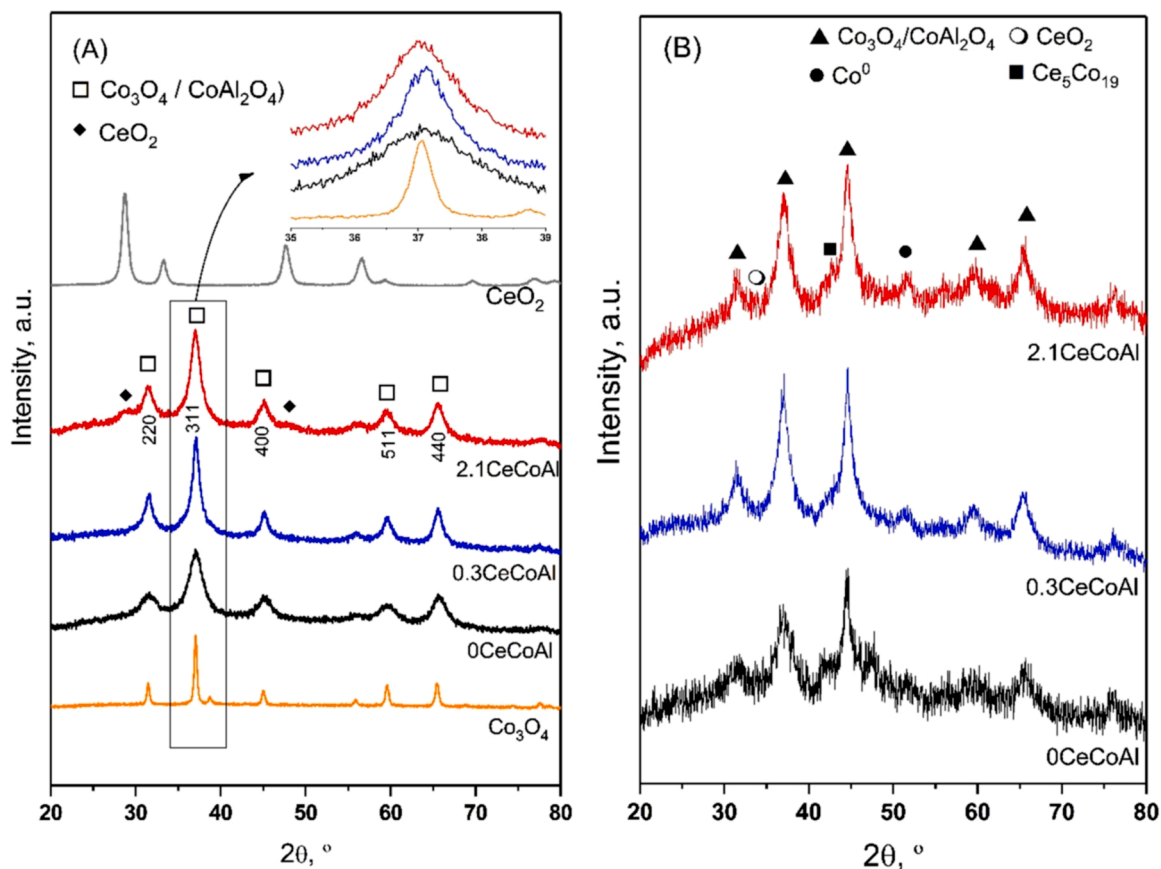 (A)
□ Co₃O₄ / CoAl₂O₄)
◆ CeO₂
35 36 37 38 39
CeO₂
220
311
400
511
440
2.1CeCoAl
0.3CeCoAl
0CeCoAl
Co₃O₄
Intensity, a.u.
20 30 40 50 60 70 80
2θ, °
(B)
▲ Co₃O₄/CoAl₂O₄
CeO₂
● Co⁰
■ Ce₅Co₁₉
2.1CeCoAl
0.3CeCoAl
0CeCoAl
Intensity, a.u.
20 30 40 50 60 70 80
2θ, °